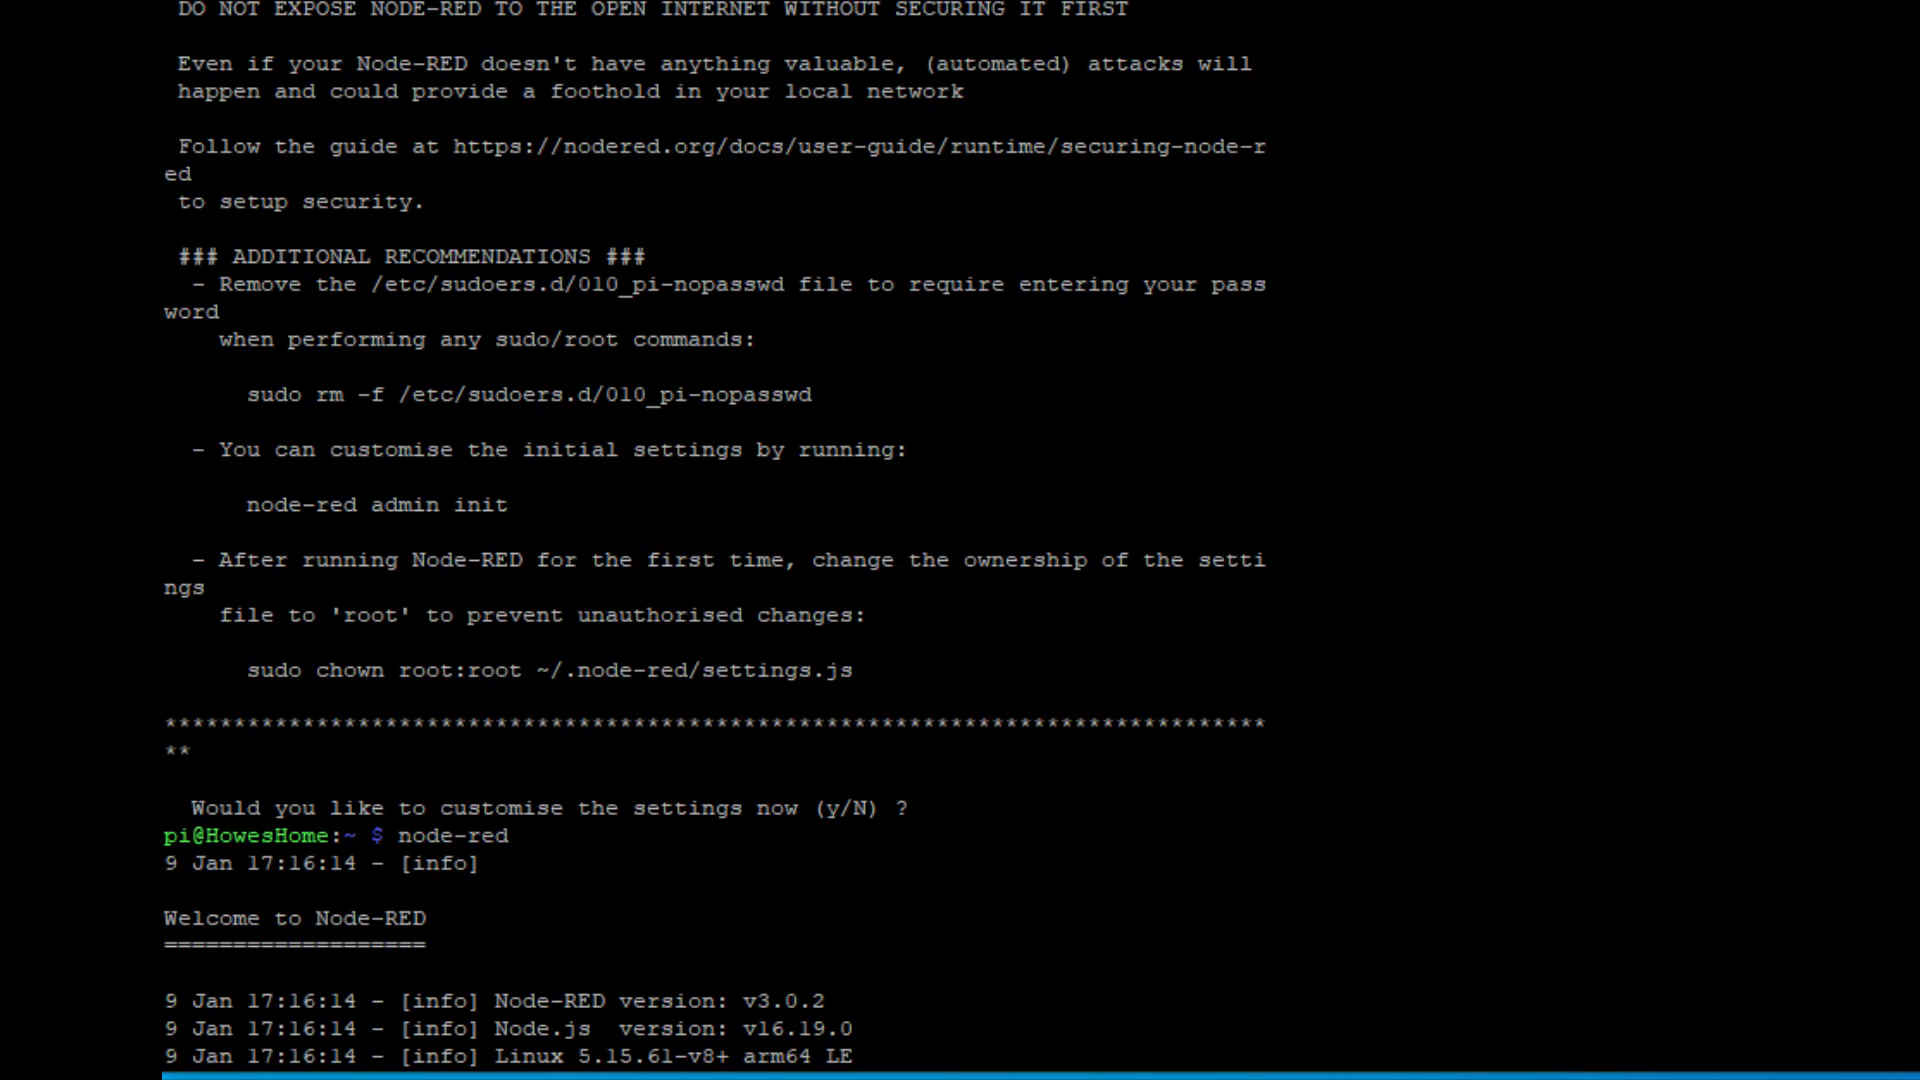 DO NOT EXPOSE NODE-RED TO THE OPEN INTERNET WITHOUT SECURING IT FIRST
Even if your Node-RED doesn't have anything valuable, (automated) attacks will
happen and could provide a foothold in your local network
Follow the guide at https://nodered.org/docs/user-guide/runtime/securing-node-r
ed
to setup security.
### ADDITIONAL RECOMMENDATIONS ###
- Remove the /etc/sudoers.d/010_pi-nopasswd file to require entering your pass
word
when performing any sudo/root commands:
sudo rm -f /etc/sudoers.d/010_pi-nopasswd
- You can customise the initial settings by running:
node-red admin init
- After running Node-RED for the first time, change the ownership of the setti
ngs
file to 'root' to prevent unauthorised changes:
sudo chown root:root ~/.node-red/settings.js
********************************************************************************
**
Would you like to customise the settings now (y/N) ?
pi@HowesHome:~ $ node-red
9 Jan 17:16:14 - [info]
Welcome to Node-RED
===================
9 Jan 17:16:14 - [info] Node-RED version: v3.0.2
9 Jan 17:16:14 - [info] Node.js  version: v16.19.0
9 Jan 17:16:14 - [info] Linux 5.15.61-v8+ arm64 LE